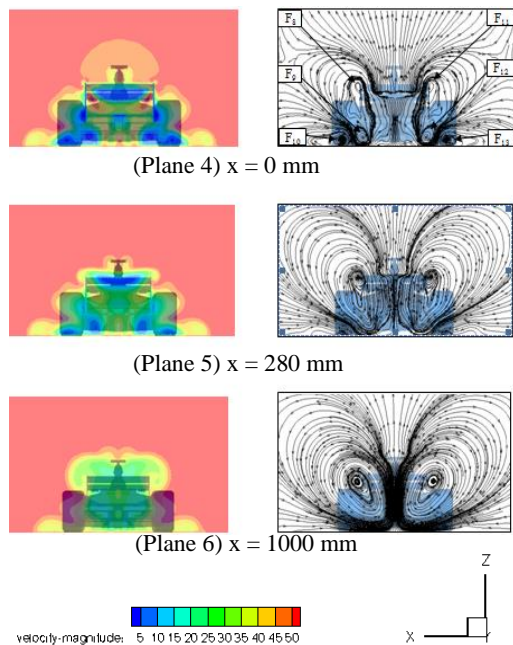 F8 F11
F9 F12
F10 F13
(Plane 4) x = 0 mm
(Plane 5) x = 280 mm
(Plane 6) x = 1000 mm
Z
X Y
velocity-magnitude: 5 10 15 20 25 30 35 40 45 50